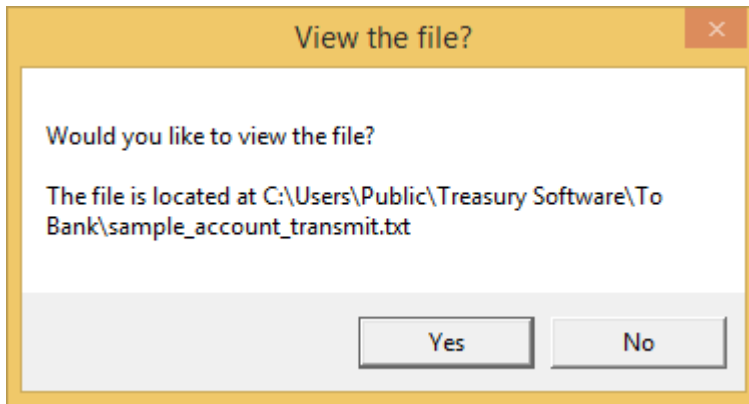 View the file?
Would you like to view the file?
The file is located at C:\Users\Public\Treasury Software\To
Bank\sample_account_transmit.txt
Yes
No